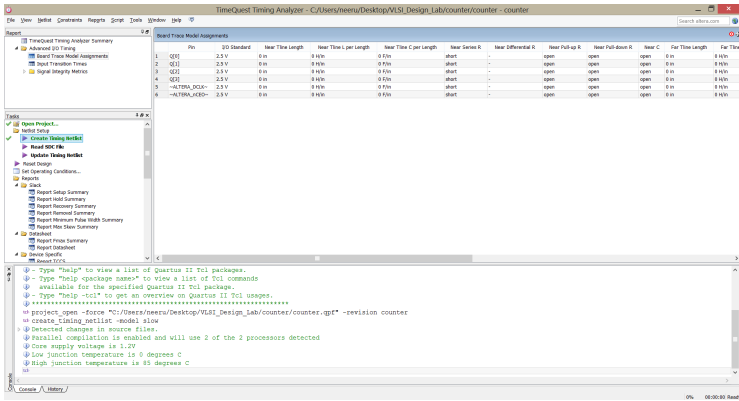 TimeQuest Timing Analyzer - C:/Users/neeru/Desktop/VLSI_Design_Lab/counter/counter - counter
File View Netlist Constraints Reports Script Tools Window Help
Search altera.com
Report
TimeQuest Timing Analyzer Summary
Advanced I/O Timing
Board Trace Model Assignments
Input Transition Times
Signal Integrity Metrics
Board Trace Model Assignments
Pin I/O Standard Near Tline Length Near Tline L per Length Near Tline C per Length Near Series R Near Differential R Near Pull-up R Near Pull-down R Near C Far Tline Length Far Tline
1 Q[0] 2.5 V 0 in 0 H/in 0 F/in short - open open open 0 in 0 H/in
2 Q[1] 2.5 V 0 in 0 H/in 0 F/in short - open open open 0 in 0 H/in
3 Q[2] 2.5 V 0 in 0 H/in 0 F/in short - open open open 0 in 0 H/in
4 Q[3] 2.5 V 0 in 0 H/in 0 F/in short - open open open 0 in 0 H/in
5 ~ALTERA_DCLK~ 2.5 V 0 in 0 H/in 0 F/in short - open open open 0 in 0 H/in
6 ~ALTERA_nCEO~ 2.5 V 0 in 0 H/in 0 F/in short - open open open 0 in 0 H/in
Tasks
Open Project...
Netlist Setup
Create Timing Netlist
Read SDC File
Update Timing Netlist
Reset Design
Set Operating Conditions...
Reports
Slack
Report Setup Summary
Report Hold Summary
Report Recovery Summary
Report Removal Summary
Report Minimum Pulse Width Summary
Report Max Skew Summary
Datasheet
Report Fmax Summary
Report Datasheet
Device Specific
Report TCCS
- Type "help" to view a list of Quartus II Tcl packages.
- Type "help <package name>" to view a list of Tcl commands
available for the specified Quartus II Tcl package.
- Type "help -tcl" to get an overview on Quartus II Tcl usages.
****************************************************************
tcl> project_open -force "C:/Users/neeru/Desktop/VLSI_Design_Lab/counter/counter.qpf" -revision counter
tcl> create_timing_netlist -model slow
Detected changes in source files.
Parallel compilation is enabled and will use 2 of the 2 processors detected
Core supply voltage is 1.2V
Low junction temperature is 0 degrees C
High junction temperature is 85 degrees C
tcl>
Console
Console History
0% 00:00:00 Ready